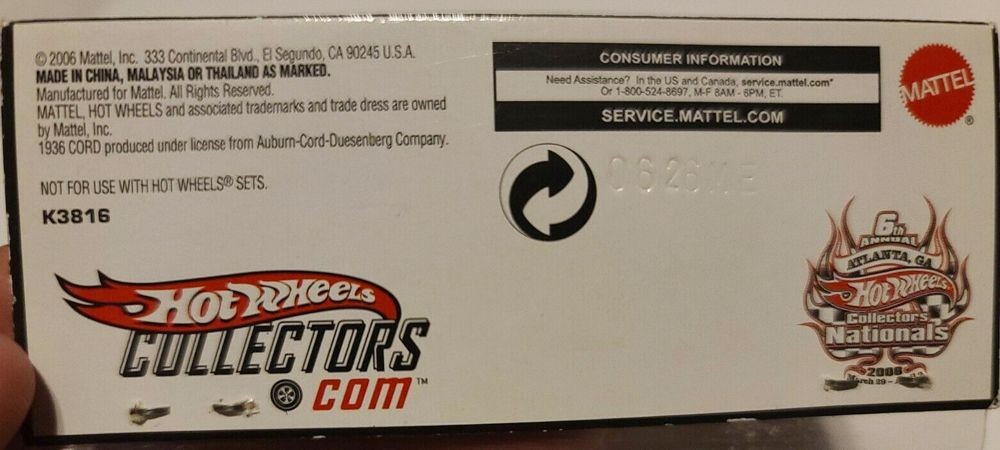 © 2006 Mattel, Inc. 333 Continental Blvd., El Segundo, CA 90245 U.S.A.
MADE IN CHINA, MALAYSIA OR THAILAND AS MARKED.
Manufactured for Mattel. All Rights Reserved.
MATTEL, HOT WHEELS and associated trademarks and trade dress are owned
by Mattel, Inc.
1936 CORD produced under license from Auburn-Cord-Duesenberg Company.
NOT FOR USE WITH HOT WHEELS® SETS.
K3816
Hot Wheels
COLLECTORS
.COM™
CONSUMER INFORMATION
Need Assistance? In the US and Canada, service.mattel.com*
Or 1-800-524-8697, M-F 8AM - 6PM, ET.
SERVICE.MATTEL.COM
MATTEL
®
0626
6th
ANNUAL
ATLANTA, GA
Hot Wheels
Collectors
Nationals
2006
March 29 -